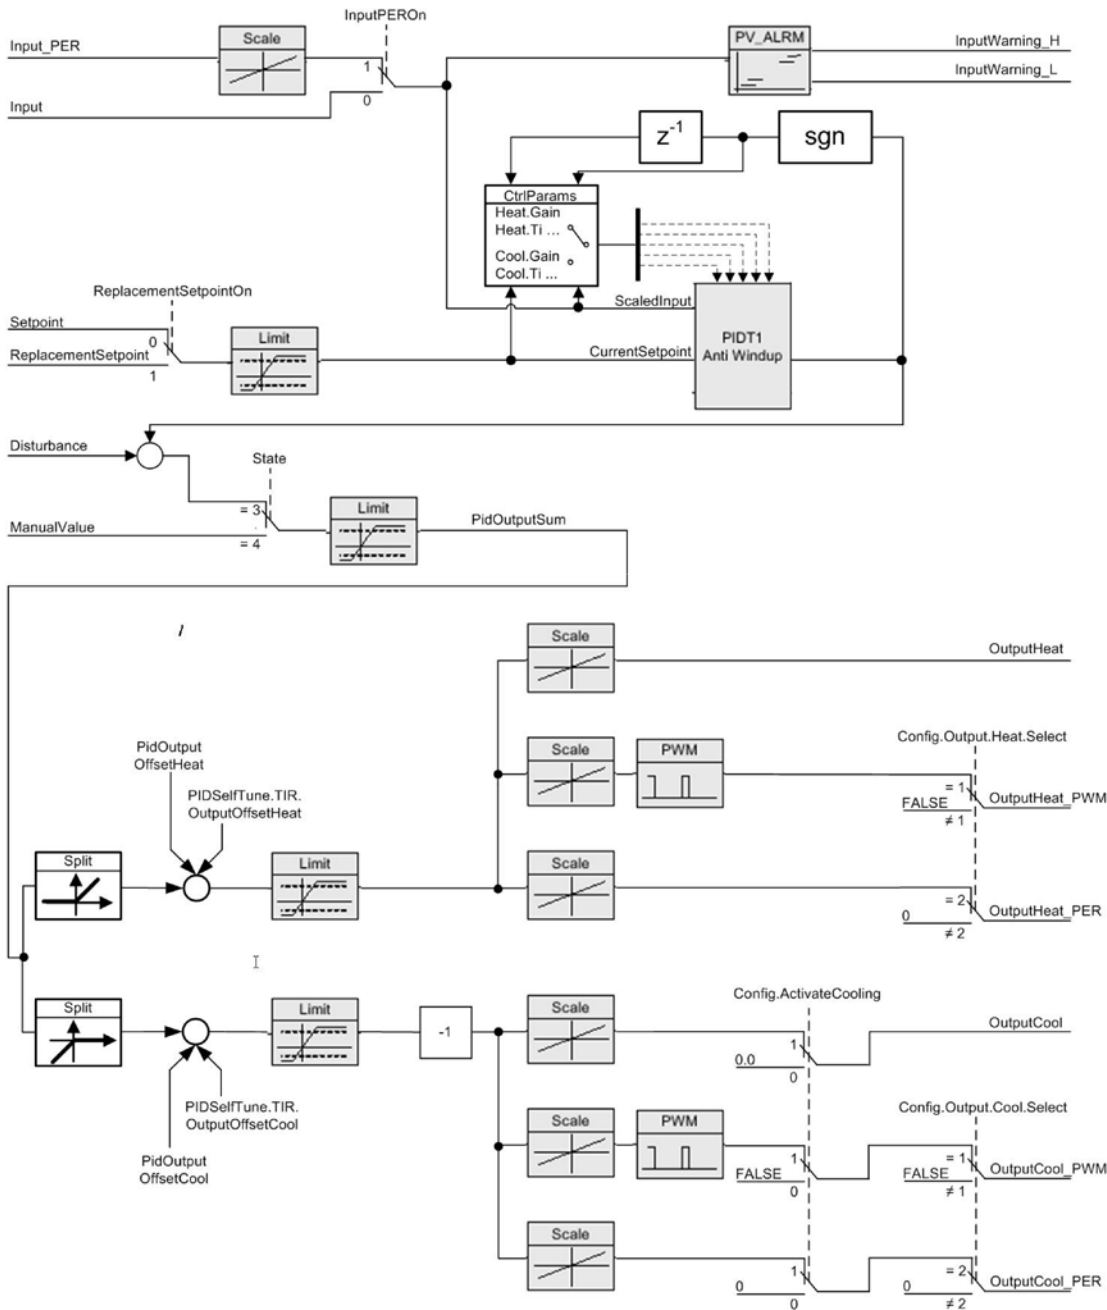 InputPEROn
Input_PER
Scale
1
Input
0
PV_ALRM
InputWarning_H
InputWarning_L
z-1
sgn
CtrlParams
Heat.Gain
Heat.Ti ...
Cool.Gain
Cool.Ti ...
ReplacementSetpointOn
ScaledInput
Setpoint
0
ReplacementSetpoint
1
Limit
CurrentSetpoint
PIDT1
Anti Windup
Disturbance
State
= 3
ManualValue
= 4
Limit
PidOutputSum
Scale
OutputHeat
PidOutput
OffsetHeat
PIDSelfTune.TIR.
OutputOffsetHeat
Scale
PWM
Config.Output.Heat.Select
= 1
FALSE
≠ 1
OutputHeat_PWM
Split
Limit
Scale
= 2
0
≠ 2
OutputHeat_PER
Split
Limit
-1
PIDSelfTune.TIR.
OutputOffsetCool
PidOutput
OffsetCool
Scale
Config.ActivateCooling
1
0.0
0
OutputCool
Scale
PWM
1
FALSE
0
Config.Output.Cool.Select
= 1
FALSE
≠ 1
OutputCool_PWM
Scale
1
0
0
= 2
0
≠ 2
OutputCool_PER